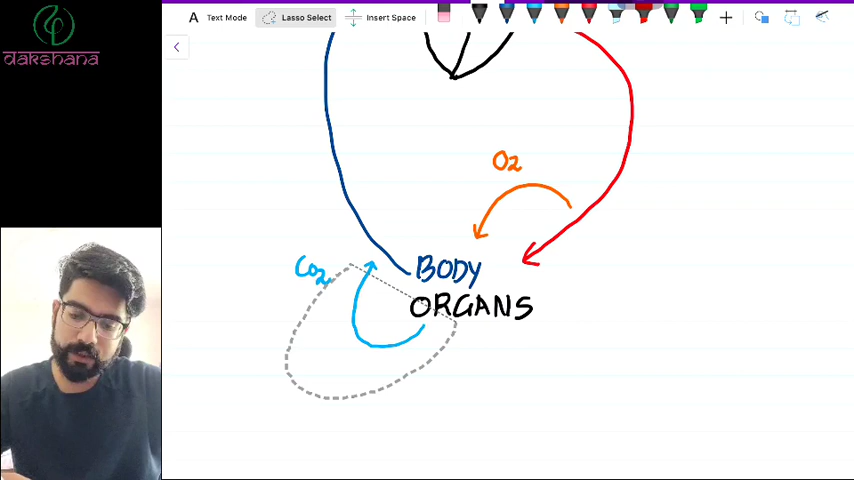 dakshana
A Text Mode
Lasso Select
Insert Space
O2
CO2
BODY
ORGANS